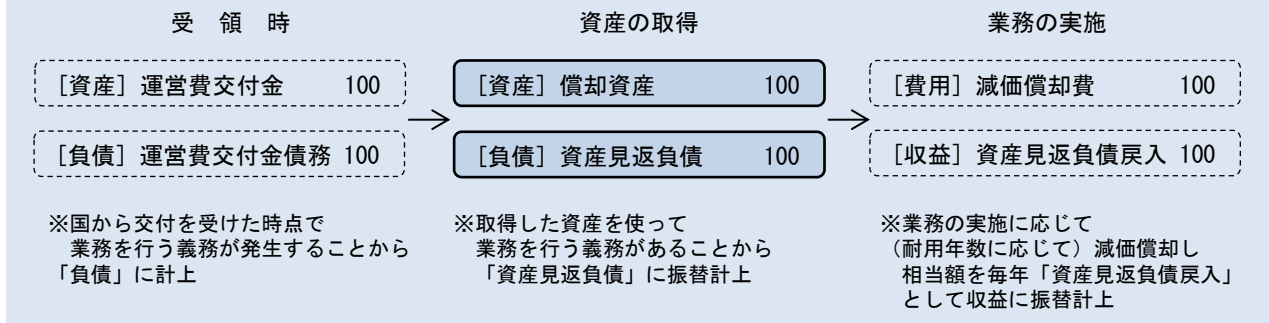 受　領　時
資産の取得
業務の実施
［資産］運営費交付金　100
［資産］償却資産　100
［費用］減価償却費　100
［負債］運営費交付金債務 100
［負債］資産見返負債　100
［収益］資産見返負債戻入 100
※国から交付を受けた時点で
業務を行う義務が発生することから
「負債」に計上
※取得した資産を使って
業務を行う義務があることから
「資産見返負債」に振替計上
※業務の実施に応じて
（耐用年数に応じて）減価償却し
相当額を毎年「資産見返負債戻入」
として収益に振替計上